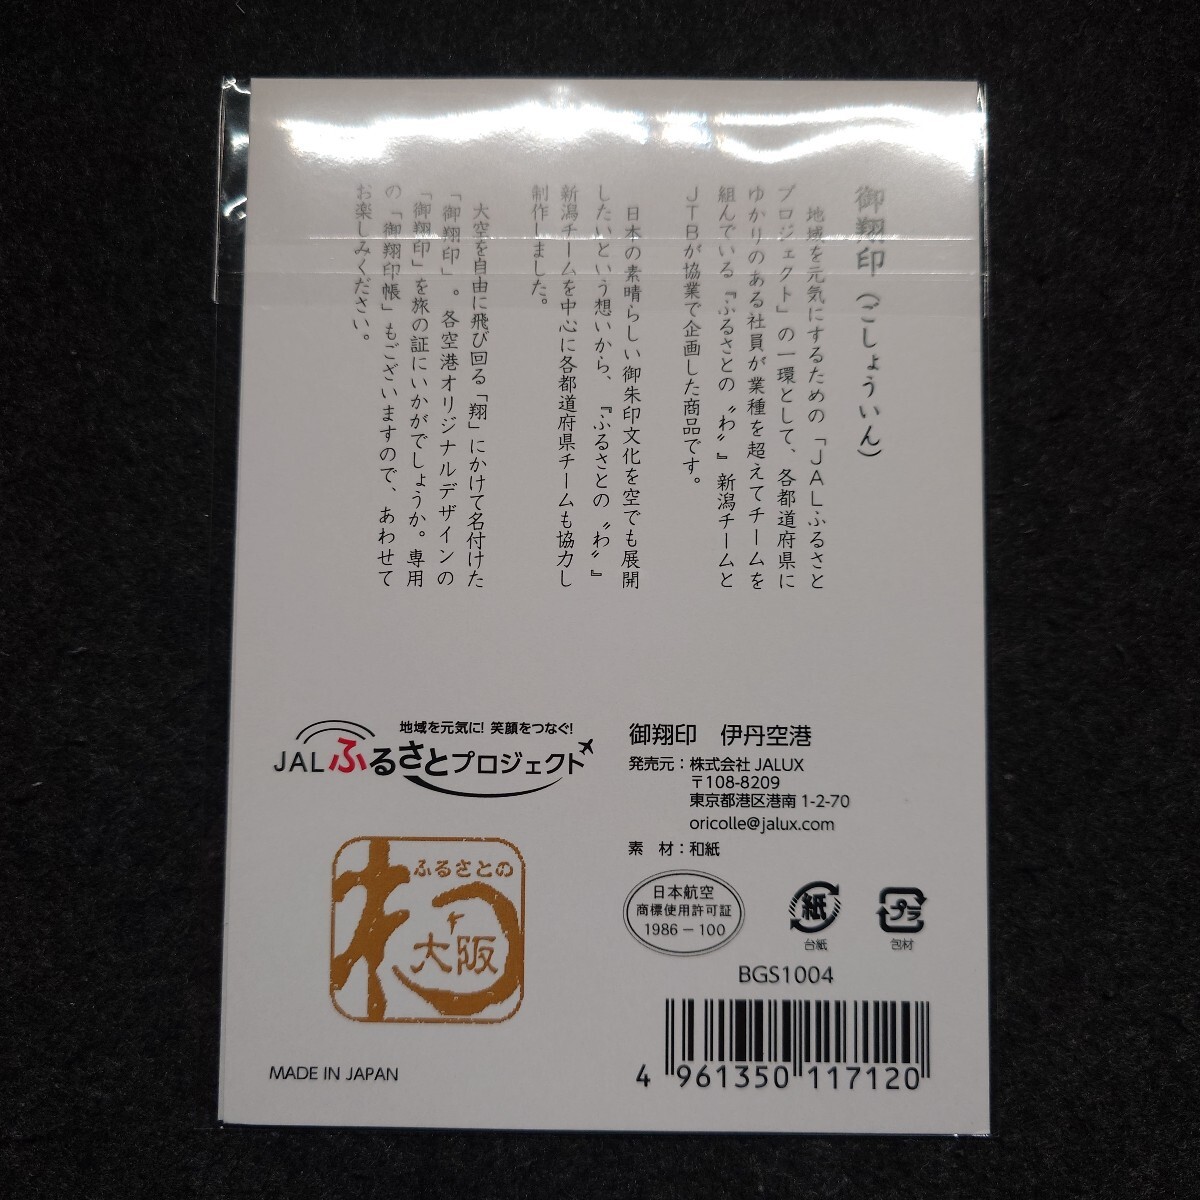 御翔印(ごしょういん)
地域を元気にするための「JALふるさと
プロジェクト」の一環として、各都道府県に
ゆかりのある社員が業種を超えてチームを
組んでいる『ふるさとの〝わ〟』新潟チームと
JTBが協業で企画した商品です。
日本の素晴らしい御朱印文化を空でも展開
したいという想いから、『ふるさとの〝わ〟』
新潟チームを中心に各都道府県チームも協力し
制作しました。
大空を自由に飛び回る「翔」にかけて名付けた
「御翔印」。各空港オリジナルデザインの
「御翔印」を旅の証にいかがでしょうか。専用
の「御翔印帳」もございますので、あわせて
お楽しみください。
地域を元気に! 笑顔をつなぐ!
JALふるさとプロジェクト
ふるさとの
わ
大阪
MADE IN JAPAN
御翔印 伊丹空港
発売元:株式会社 JALUX
〒108-8209
東京都港区港南 1-2-70
oricolle@jalux.com
素 材:和紙
日本航空
商標使用許可証
1986-100
紙
台紙
プラ
包材
BGS1004
4 961350 117120